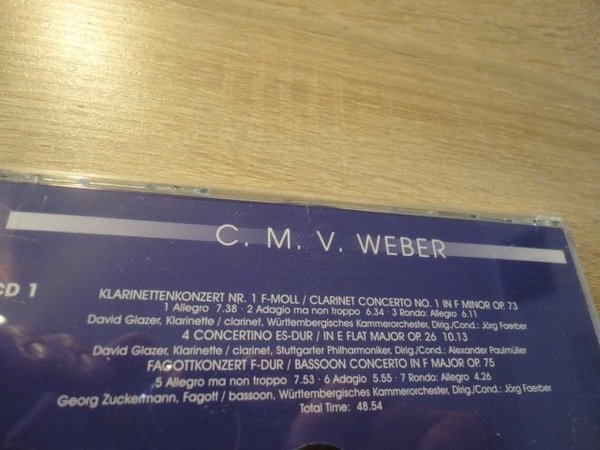 C. M. V. WEBER
CD 1
KLARINETTENKONZERT NR. 1 F-MOLL / CLARINET CONCERTO NO. 1 IN F MINOR OP. 73
1 Allegro 7.38 · 2 Adagio ma non troppo 6.34 · 3 Rondo: Allegro 6.11
David Glazer, Klarinette / clarinet, Württembergisches Kammerorchester, Dirig./Cond.: Jörg Faerber
4 CONCERTINO ES-DUR / IN E FLAT MAJOR OP. 26 10.13
David Glazer, Klarinette / clarinet, Stuttgarter Philharmoniker, Dirig./Cond.: Alexander Paulmüller
FAGOTTKONZERT F-DUR / BASSOON CONCERTO IN F MAJOR OP. 75
5 Allegro ma non troppo 7.53 · 6 Adagio 5.55 · 7 Rondo: Allegro 4.26
Georg Zuckermann, Fagott / bassoon, Württembergisches Kammerorchester, Dirig./Cond.: Jörg Faerber
Total Time: 48.54